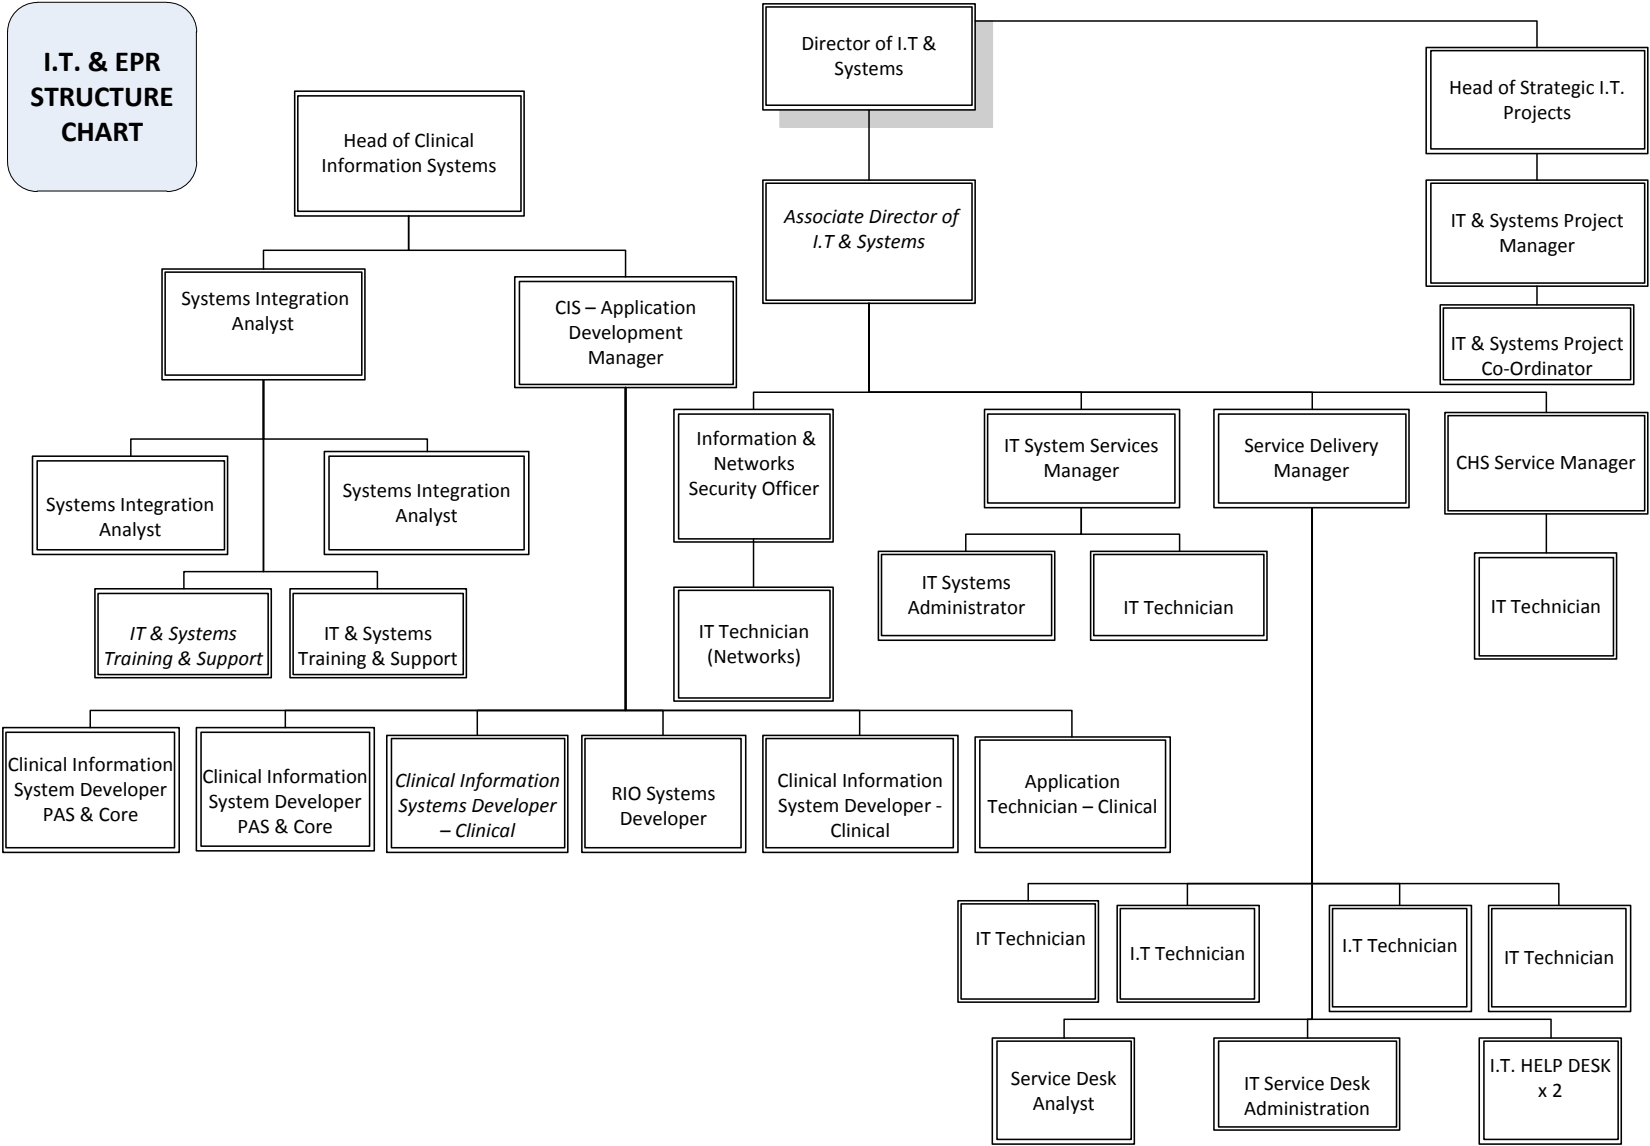 I.T. & EPR
STRUCTURE
CHART
Director of I.T &
Systems
Head of Strategic I.T.
Projects
Head of Clinical
Information Systems
Associate Director of
I.T & Systems
IT & Systems Project
Manager
Systems Integration
Analyst
CIS – Application
Development
Manager
IT & Systems Project
Co-Ordinator
Information &
Networks
Security Officer
IT System Services
Manager
Service Delivery
Manager
CHS Service Manager
Systems Integration
Analyst
Systems Integration
Analyst
IT Systems
Administrator
IT Technician
IT Technician
IT & Systems
Training & Support
IT & Systems
Training & Support
IT Technician
(Networks)
Clinical Information
System Developer
PAS & Core
Clinical Information
System Developer
PAS & Core
Clinical Information
Systems Developer
– Clinical
RIO Systems
Developer
Clinical Information
System Developer -
Clinical
Application
Technician – Clinical
IT Technician
I.T Technician
I.T Technician
IT Technician
Service Desk
Analyst
IT Service Desk
Administration
I.T. HELP DESK
x 2